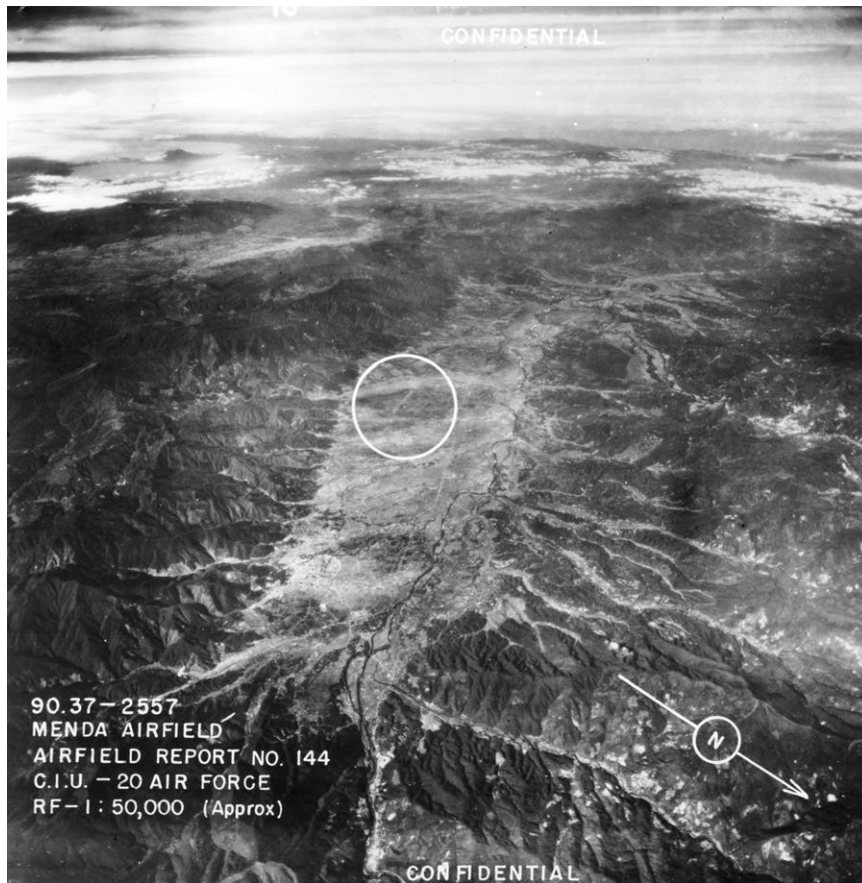 CONFIDENTIAL
N
90.37-2557
MENDA AIRFIELD
AIRFIELD REPORT NO. 144
C.I.U. - 20 AIR FORCE
RF-1:50,000 (Approx)
CONFIDENTIAL